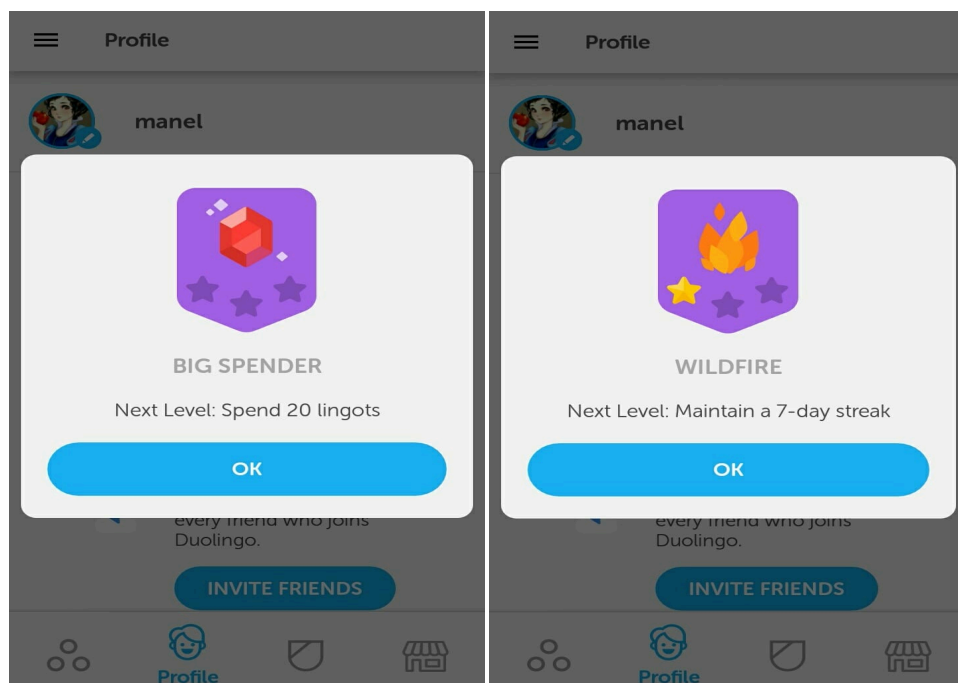 Profile
manel
BIG SPENDER
Next Level: Spend 20 lingots
OK
every friend who joins
Duolingo.
INVITE FRIENDS
Profile
Profile
manel
WILDFIRE
Next Level: Maintain a 7-day streak
OK
every friend who joins
Duolingo.
INVITE FRIENDS
Profile